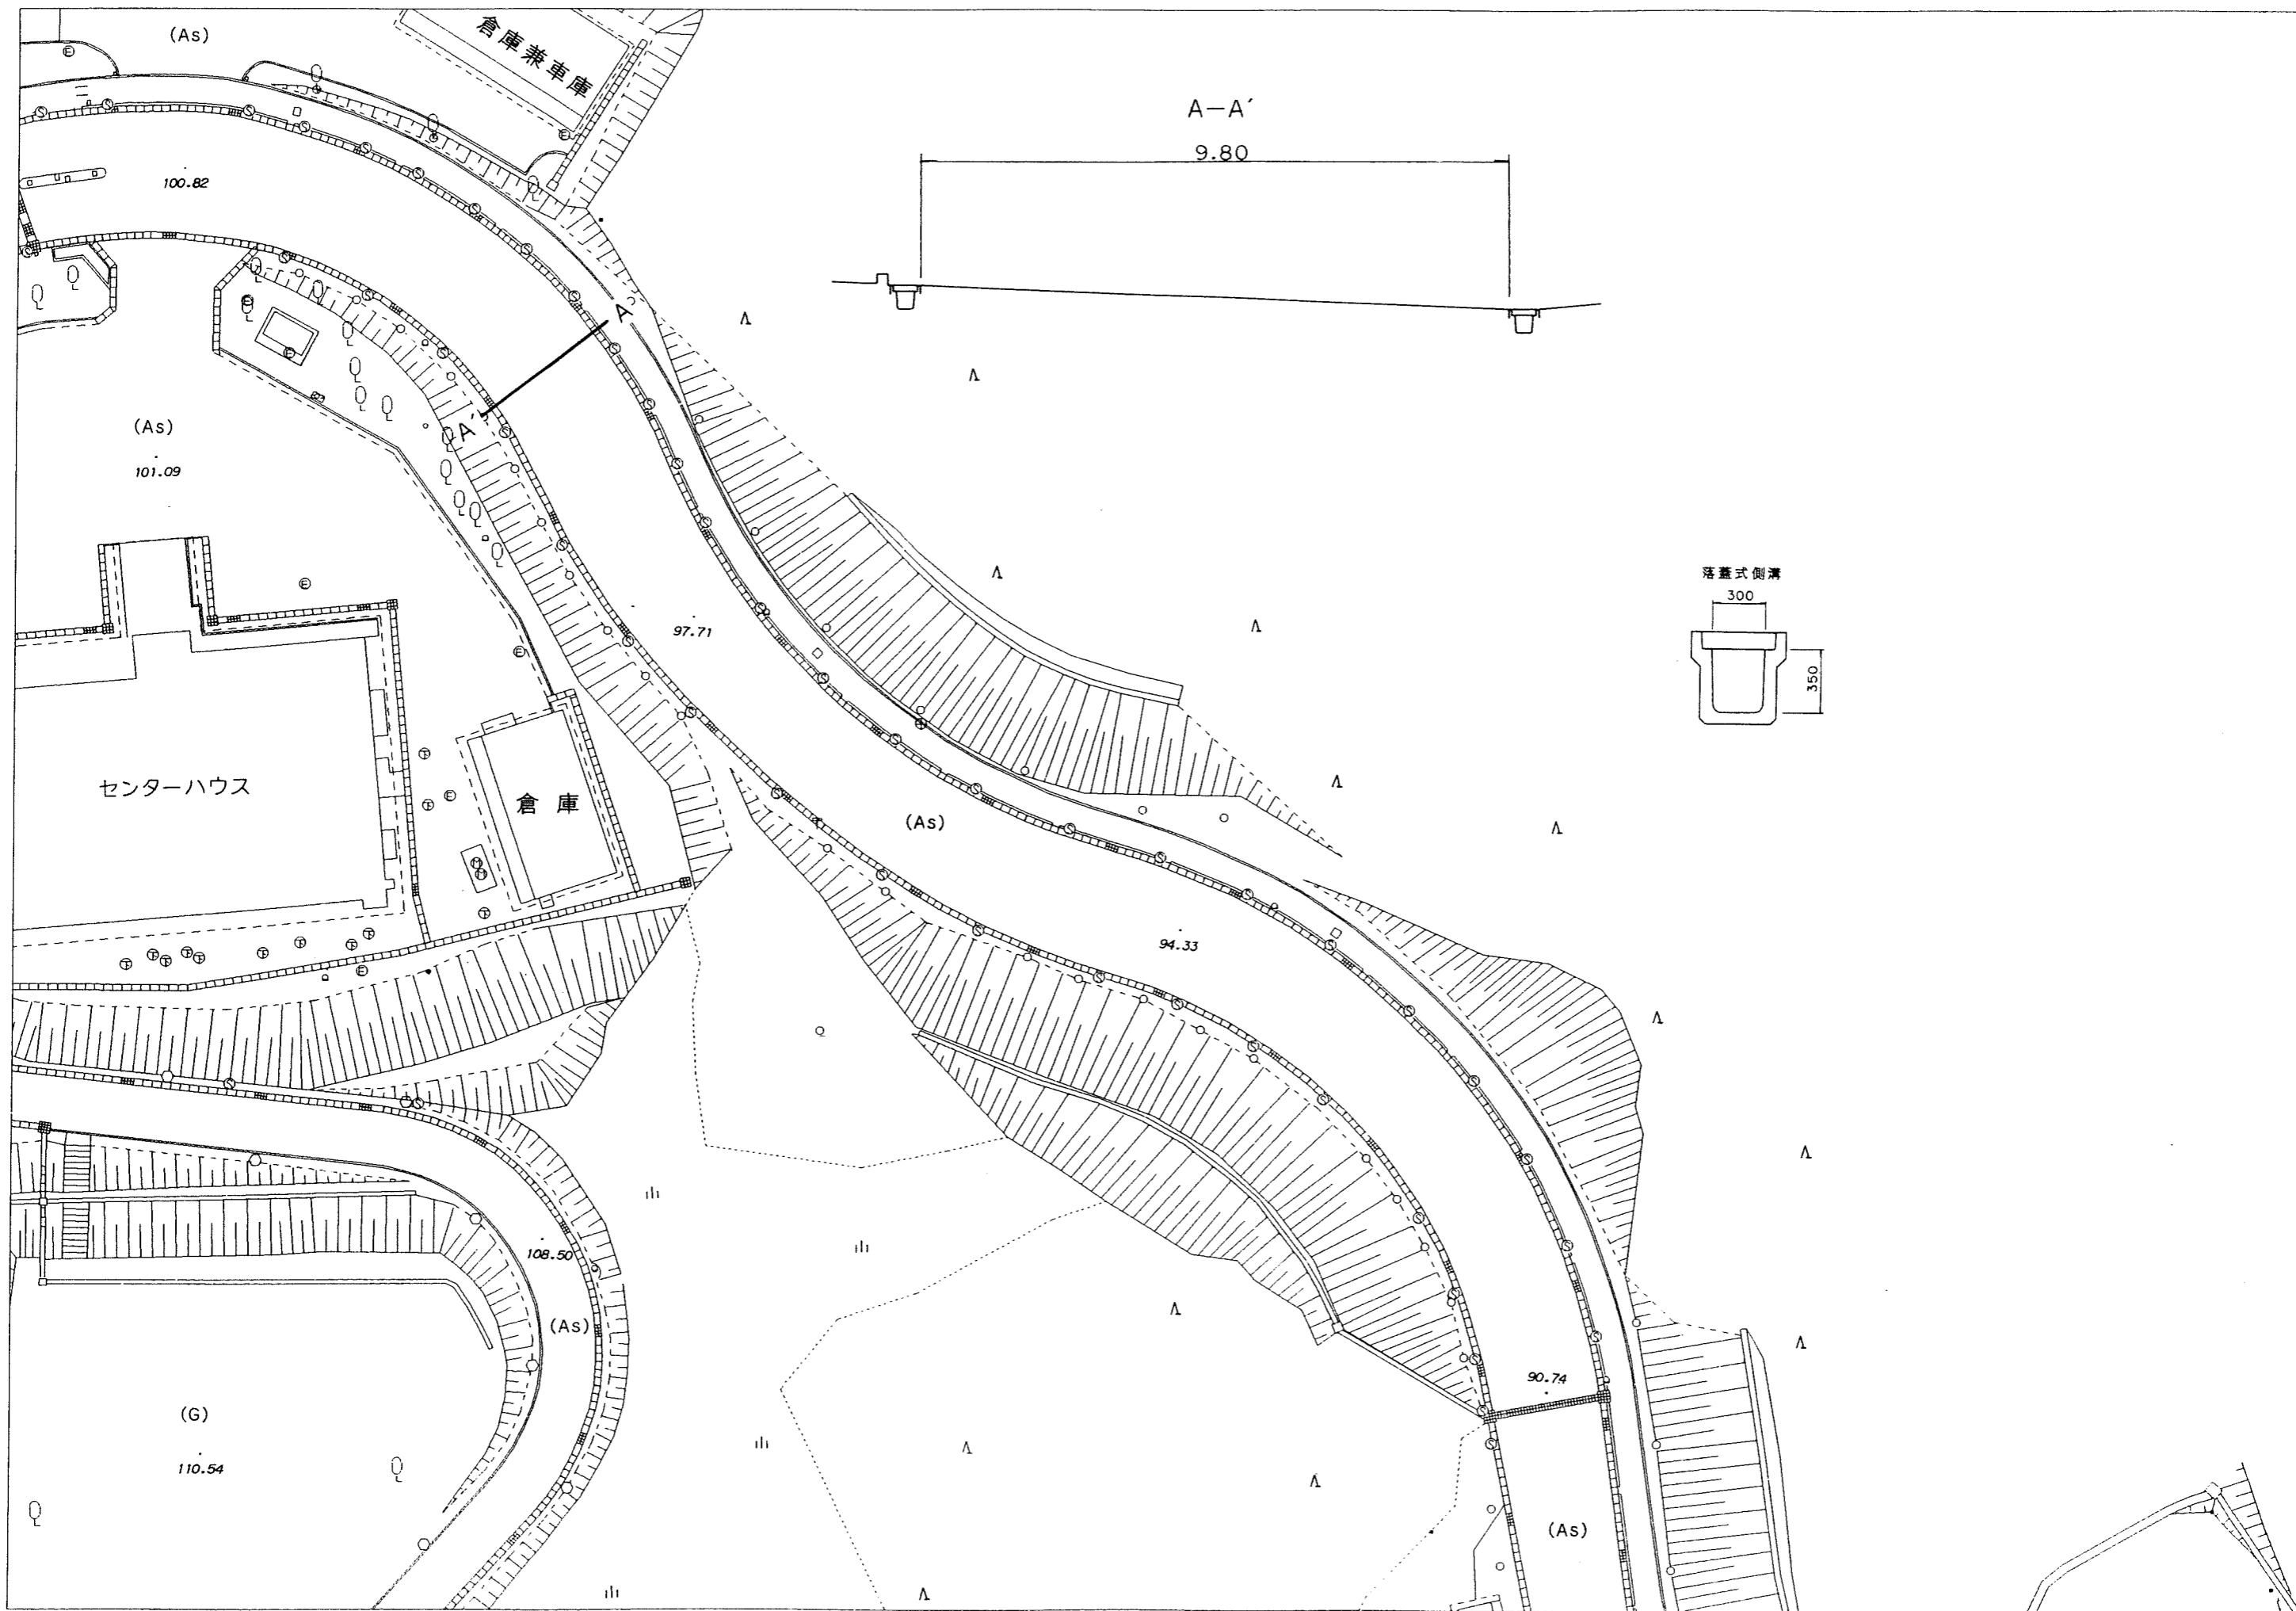 (As)
倉庫兼車庫
A-A´
9.80
100.82
A
A´
(As)
101.09
落蓋式側溝
300
350
97.71
センターハウス
倉庫
(As)
94.33
108.50
(As)
90.74
(G)
110.54
(As)